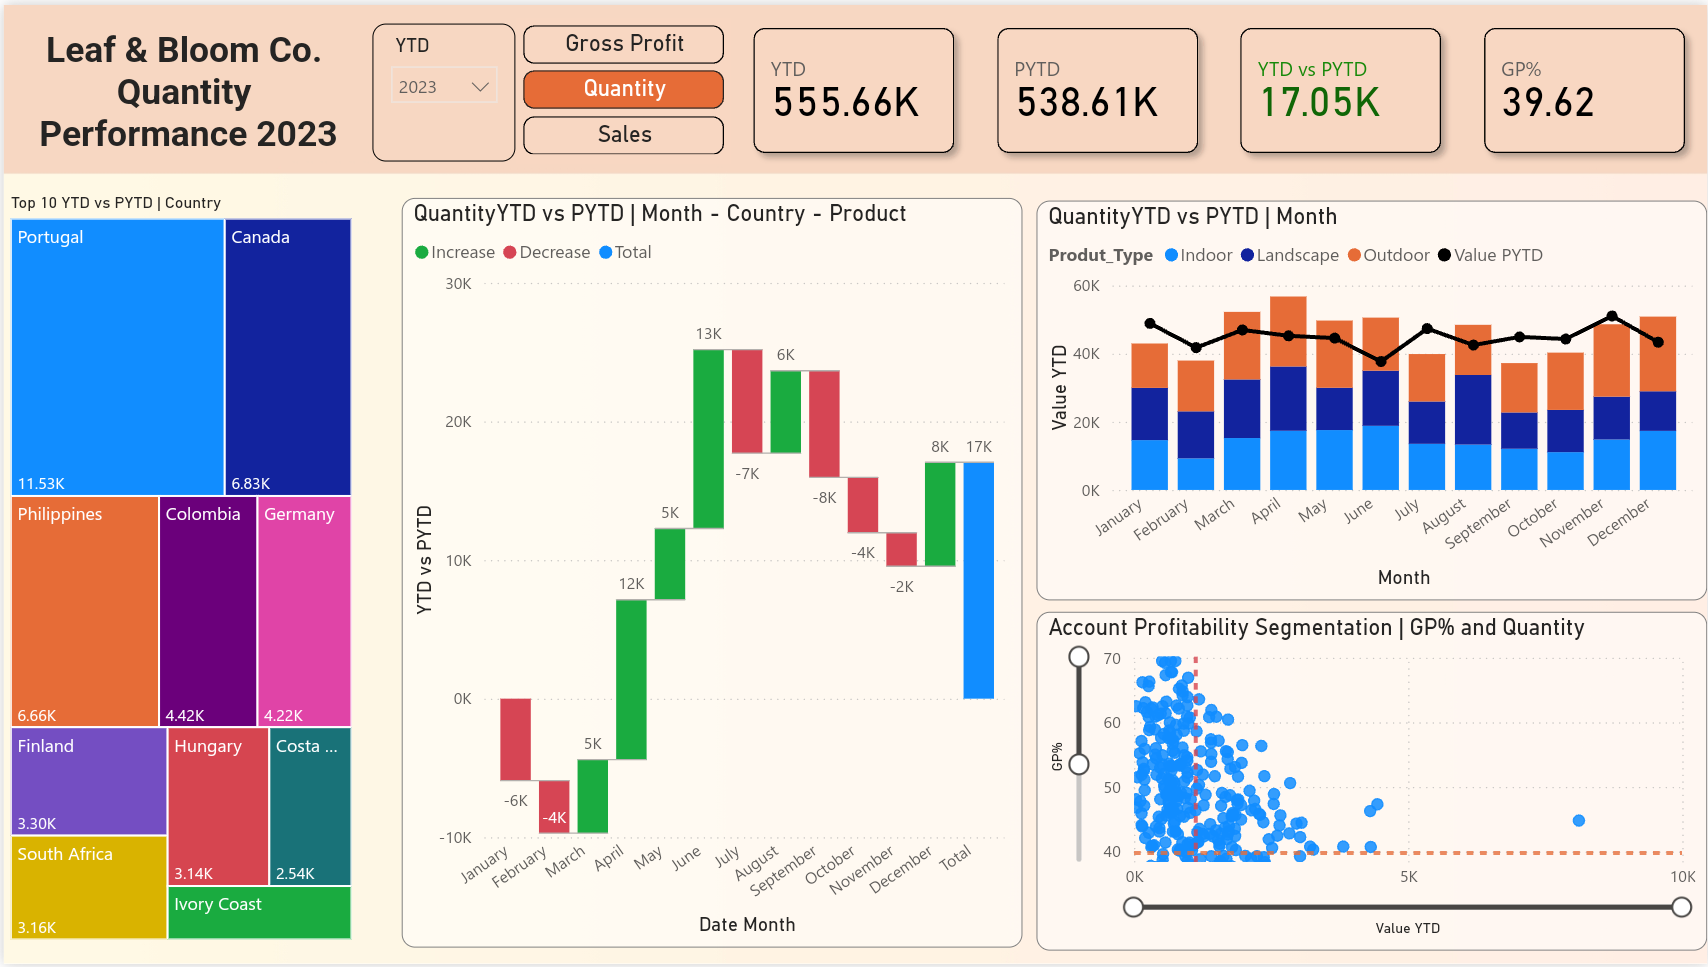 Leaf & Bloom Co.
Quantity
Performance 2023
YTD
2023
Gross Profit
Quantity
Sales
YTD
555.66K
PYTD
538.61K
YTD vs PYTD
17.05K
GP%
39.62
Top 10 YTD vs PYTD | Country
Portugal
11.53K
Canada
6.83K
Philippines
6.66K
Colombia
4.42K
Germany
4.22K
Finland
3.30K
Hungary
3.14K
Costa ...
2.54K
South Africa
3.16K
Ivory Coast
QuantityYTD vs PYTD | Month - Country - Product
Increase Decrease Total
YTD vs PYTD
30K
20K
10K
0K
-10K
-6K
-4K
5K
12K
5K
13K
-7K
6K
-8K
-4K
-2K
8K
17K
January
February
March
April
May
June
July
August
September
October
November
December
Total
Date Month
QuantityYTD vs PYTD | Month
Produt_Type Indoor Landscape Outdoor Value PYTD
Value YTD
60K
40K
20K
0K
January
February
March
April
May
June
July
August
September
October
November
December
Month
Account Profitability Segmentation | GP% and Quantity
GP%
70
60
50
40
0K
5K
10K
Value YTD